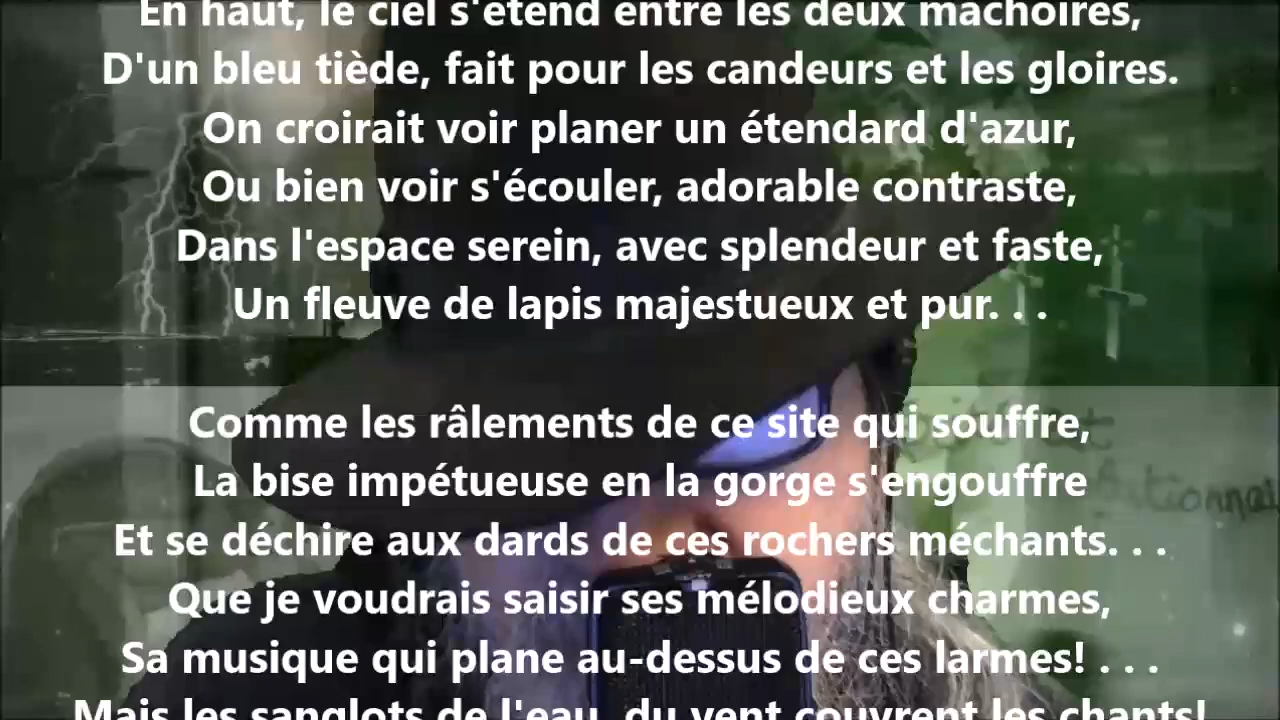 En haut, le ciel s'étend entre les deux mâchoires,
D'un bleu tiède, fait pour les candeurs et les gloires.
On croirait voir planer un étendard d'azur,
Ou bien voir s'écouler, adorable contraste,
Dans l'espace serein, avec splendeur et faste,
Un fleuve de lapis majestueux et pur. . .
Comme les râlements de ce site qui souffre,
La bise impétueuse en la gorge s'engouffre
Et se déchire aux dards de ces rochers méchants. . .
Que je voudrais saisir ses mélodieux charmes,
Sa musique qui plane au-dessus de ces larmes! . . .
Mais les sanglots de l'eau, du vent couvrent les chants!